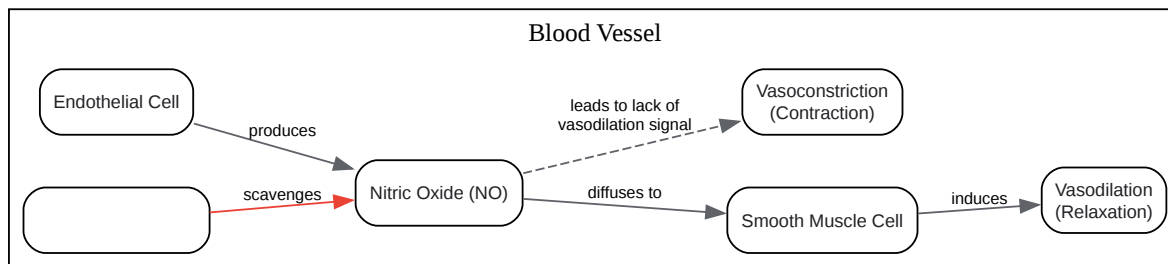 Blood Vessel
Endothelial Cell
produces
scavenges
Nitric Oxide (NO)
leads to lack of
vasodilation signal
Vasoconstriction
(Contraction)
diffuses to
Smooth Muscle Cell
induces
Vasodilation
(Relaxation)